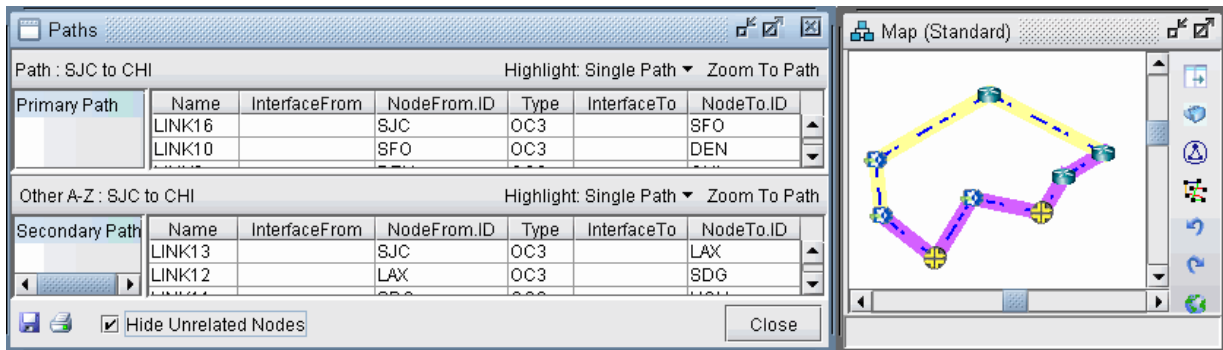 Paths
Path : SJC to CHI Highlight: Single Path Zoom To Path
Primary Path
Name InterfaceFrom NodeFrom.ID Type InterfaceTo NodeTo.ID
LINK16 SJC OC3 SFO
LINK10 SFO OC3 DEN
Other A-Z : SJC to CHI Highlight: Single Path Zoom To Path
Secondary Path
Name InterfaceFrom NodeFrom.ID Type InterfaceTo NodeTo.ID
LINK13 SJC OC3 LAX
LINK12 LAX OC3 SDG
Hide Unrelated Nodes Close
Map (Standard)